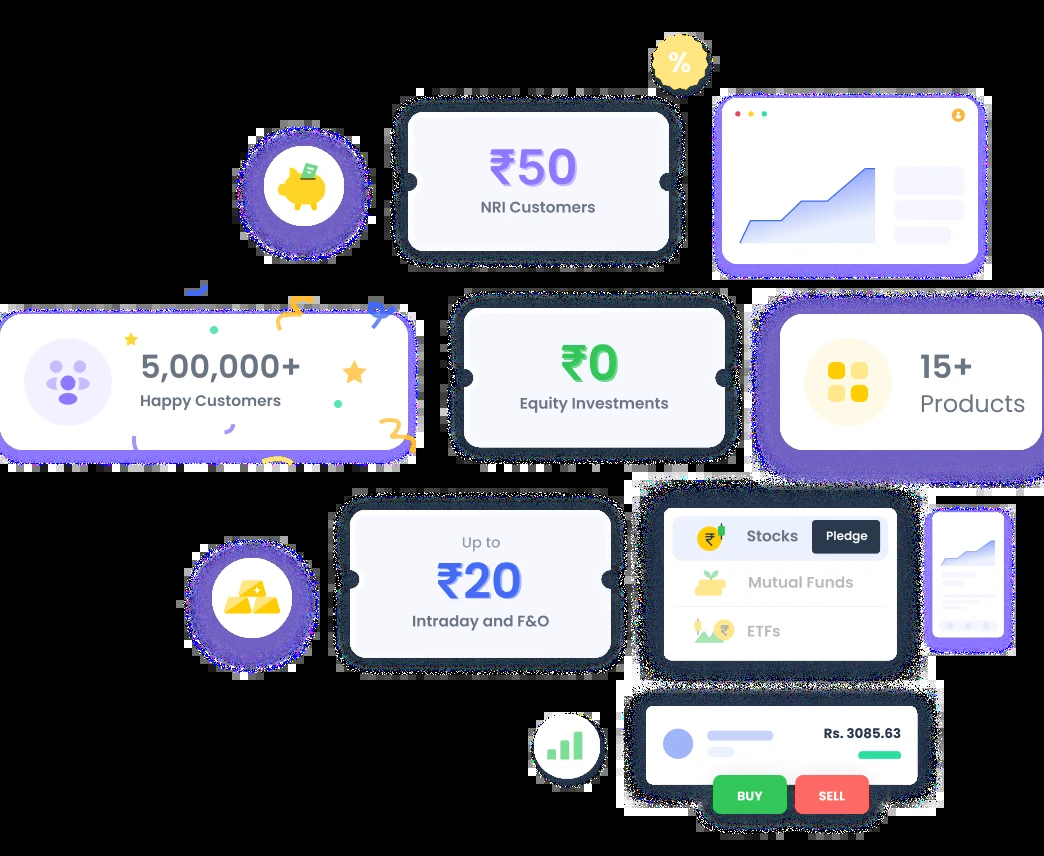 %
₹50
NRI Customers
5,00,000+
Happy Customers
₹0
Equity Investments
15+
Products
Up to
₹20
Intraday and F&O
₹
Stocks
Pledge
Mutual Funds
₹
ETFs
Rs. 3085.63
BUY
SELL